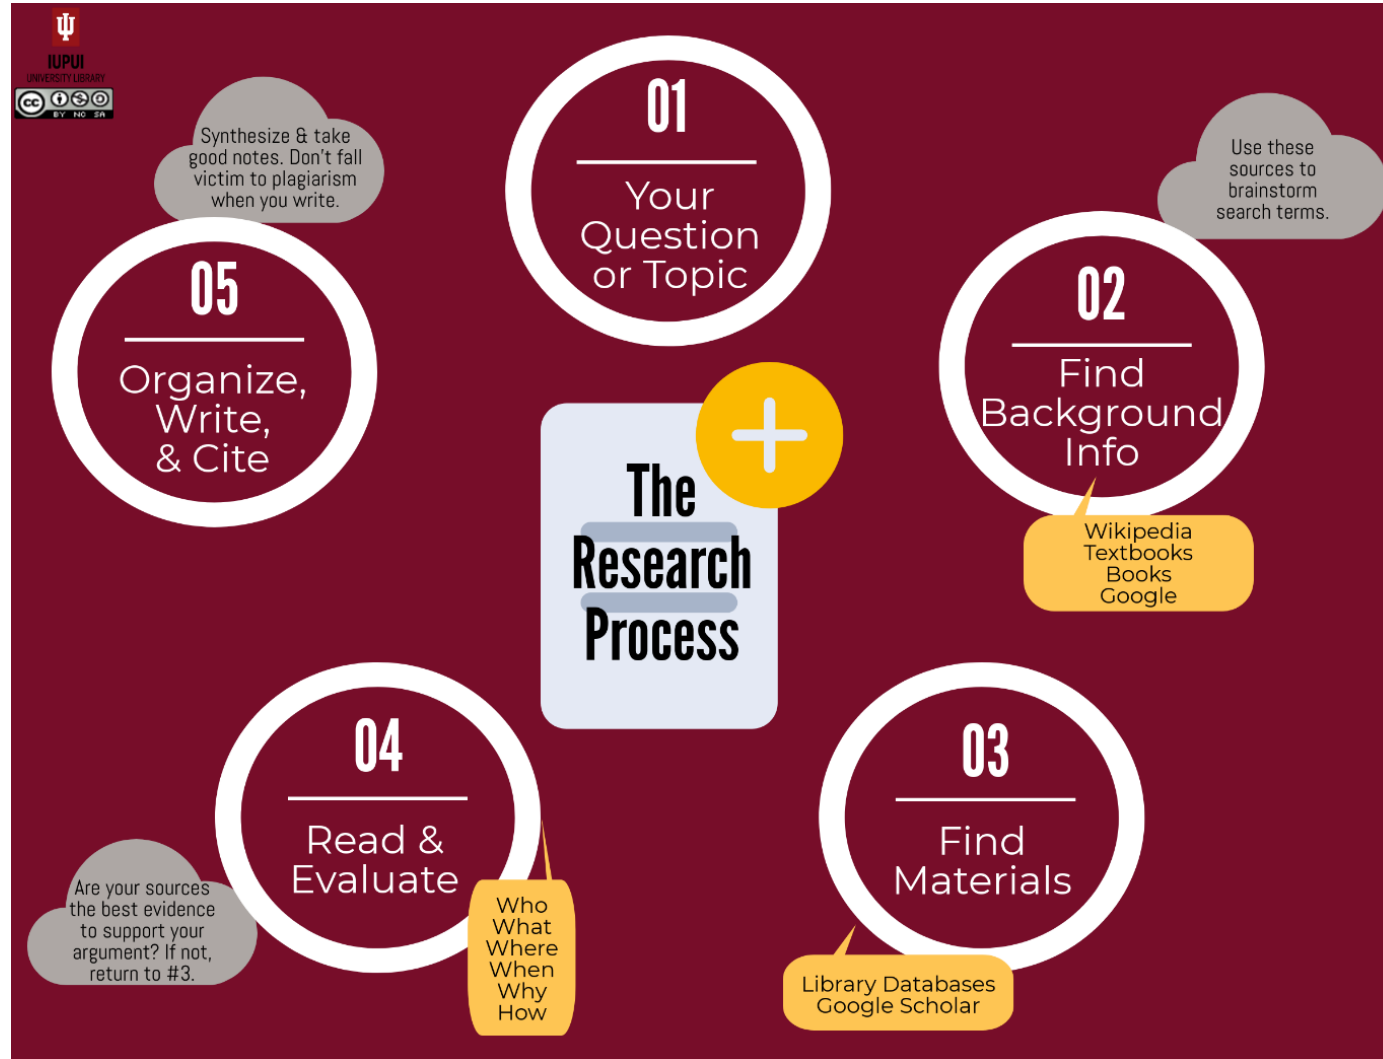 IUPUI
UNIVERSITY LIBRARY
cc
BY NC SA
01
Your
Question
or Topic
Use these
sources to
brainstorm
search terms.
02
Find
Background
Info
Wikipedia
Textbooks
Books
Google
03
Find
Materials
Library Databases
Google Scholar
04
Read &
Evaluate
Who
What
Where
When
Why
How
Are your sources
the best evidence
to support your
argument? If not,
return to #3.
Synthesize & take
good notes. Don't fall
victim to plagiarism
when you write.
05
Organize,
Write,
& Cite
The
Research
Process